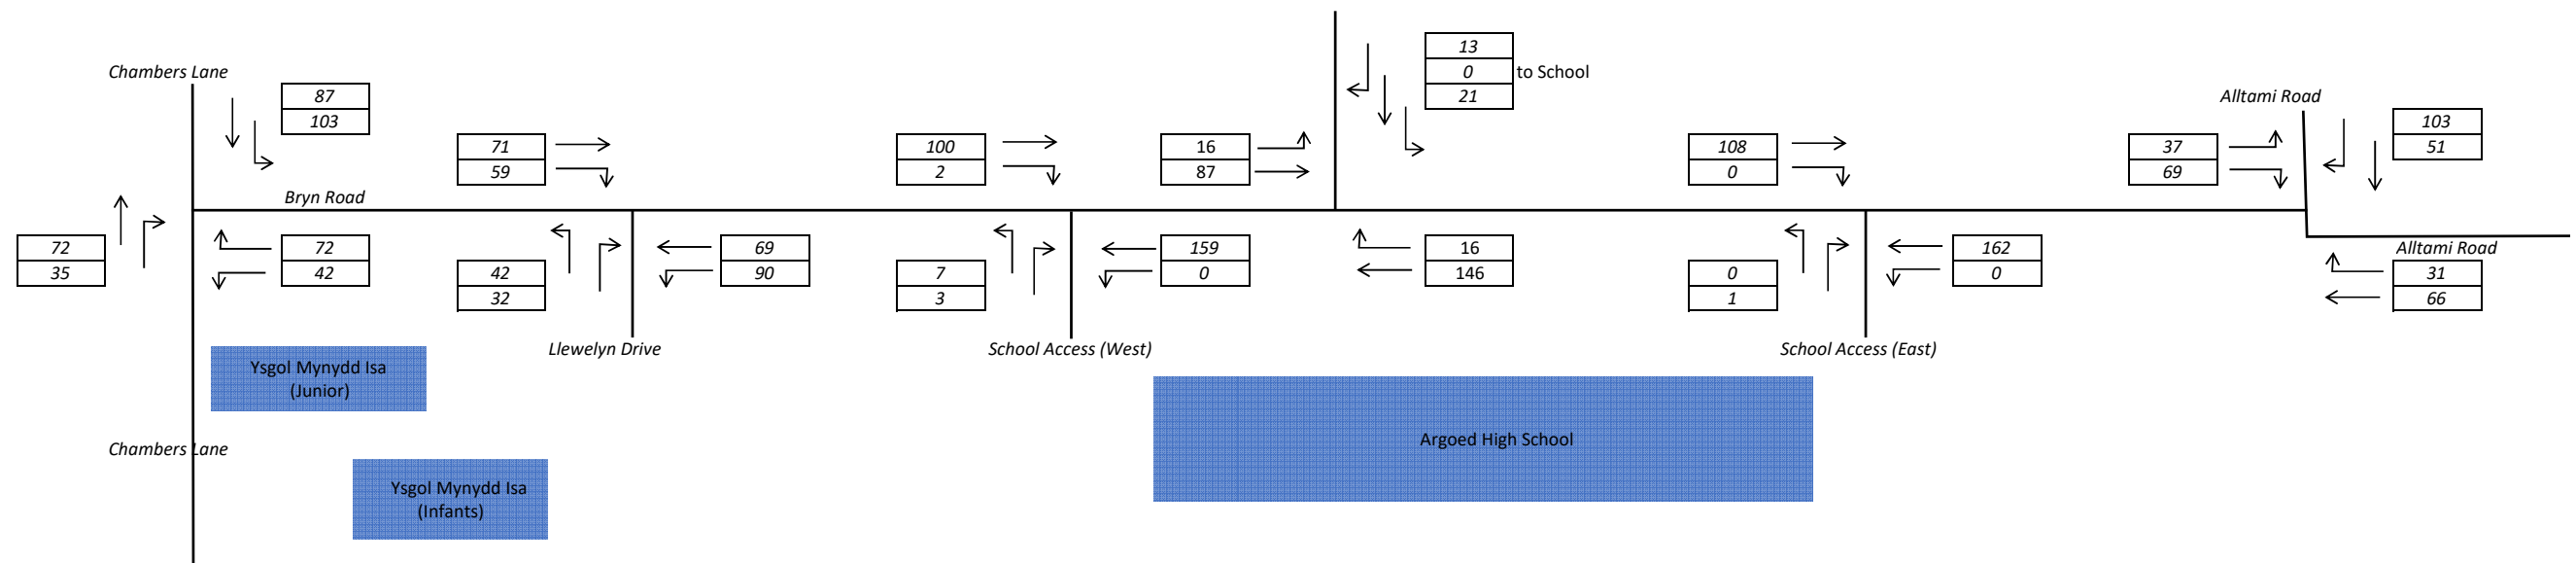 13
Chambers Lane
0 to School
87
21
Alltami Road
103
103
71
100
16
108
37
51
59
2
87
0
69
Bryn Road
72
72
69
159
16
162
Alltami Road
35
42
42
90
7
0
146
0
0
31
32
3
1
66
Llewelyn Drive
School Access (West)
School Access (East)
Ysgol Mynydd Isa
(Junior)
Argoed High School
Chambers Lane
Ysgol Mynydd Isa
(Infants)